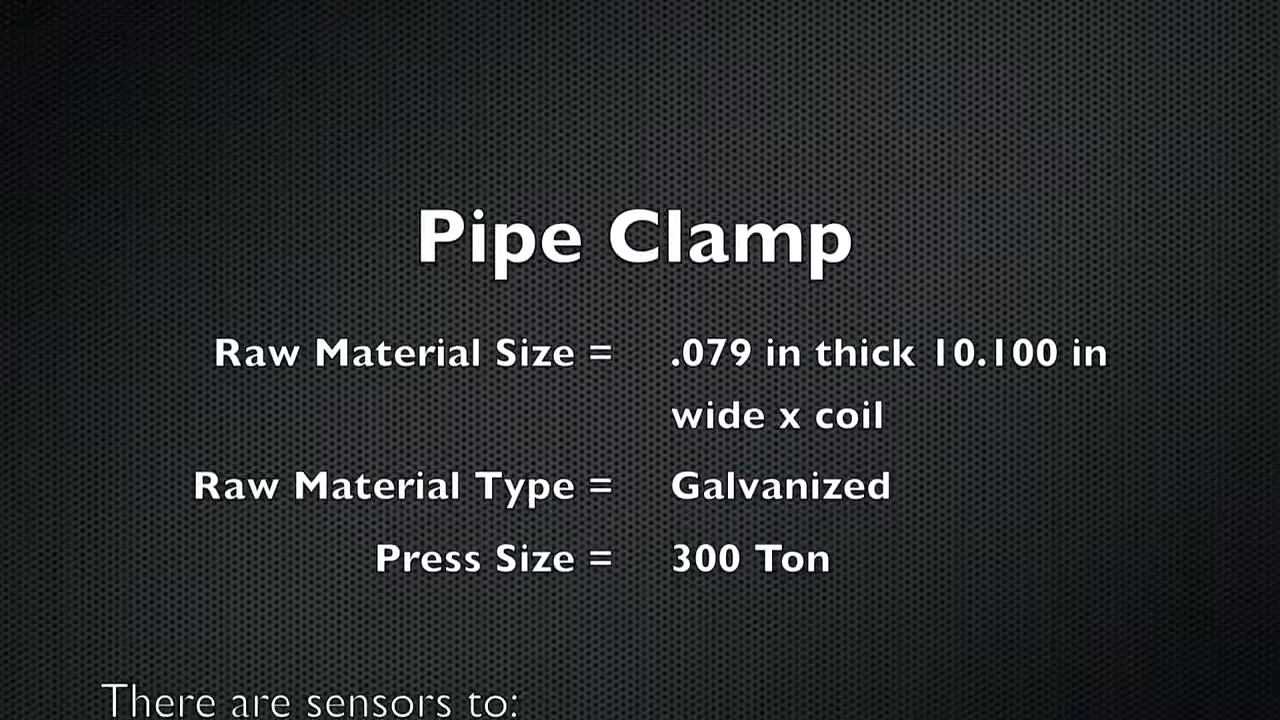 Pipe Clamp
Raw Material Size = .079 in thick 10.100 in
wide x coil
Raw Material Type = Galvanized
Press Size = 300 Ton
There are sensors to: